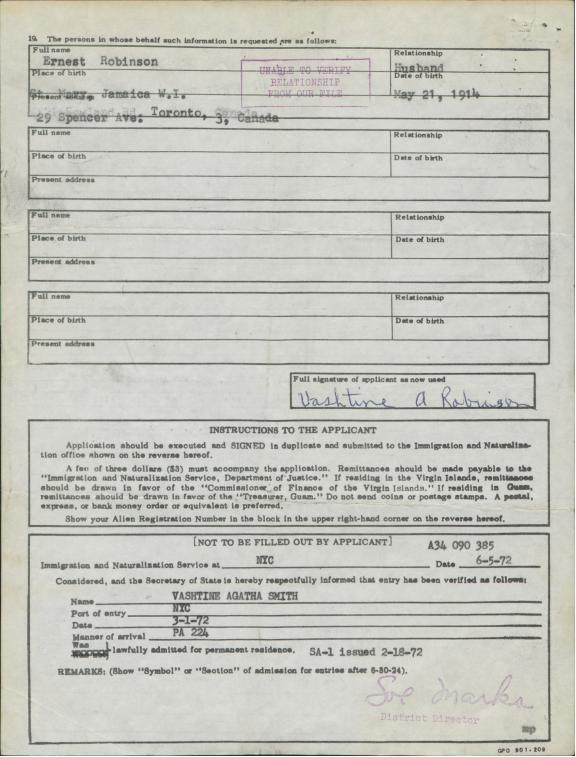 19. The persons in whose behalf such information is requested are as follows:
Full name
Ernest Robinson
Relationship
Husband
Place of birth
St. Mary, Jamaica W.I.
UNABLE TO VERIFY
RELATIONSHIP
FROM OUR FILE
Date of birth
May 21, 1914
Present address
29 Spencer Ave: Toronto, 3, Canada
Full name
Relationship
Place of birth
Date of birth
Present address
Full name
Relationship
Place of birth
Date of birth
Present address
Full name
Relationship
Place of birth
Date of birth
Present address
Full signature of applicant as now used
Vashtine A Robinson
INSTRUCTIONS TO THE APPLICANT
Application should be executed and SIGNED in duplicate and submitted to the Immigration and Naturaliza-
tion office shown on the reverse hereof.
A fee of three dollars ($3) must accompany the application. Remittances should be made payable to the
"Immigration and Naturalization Service, Department of Justice." If residing in the Virgin Islands, remittances
should be drawn in favor of the "Commissioner of Finance of the Virgin Islands." If residing in Guam,
remittances should be drawn in favor of the "Treasurer, Guam." Do not send coins or postage stamps. A postal,
express, or bank money order or equivalent is preferred.
Show your Alien Registration Number in the block in the upper right-hand corner on the reverse hereof.
[NOT TO BE FILLED OUT BY APPLICANT]
A34 090 385
Immigration and Naturalization Service at NYC Date 6-5-72
Considered, and the Secretary of State is hereby respectfully informed that entry has been verified as follows:
Name VASHTINE AGATHA SMITH
Port of entry NYC
Date 3-1-72
Manner of arrival PA 224
Was lawfully admitted for permanent residence. SA-1 issued 2-18-72
REMARKS: (Show "Symbol" or "Section" of admission for entries after 6-30-24).
Sol Marks
District Director
mp
GPO 901-209